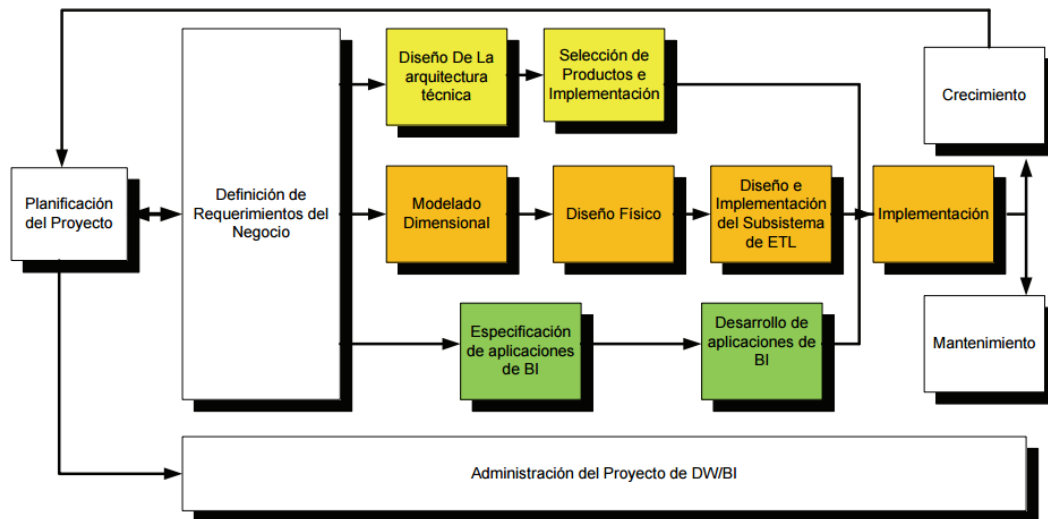 Diseño De La
arquitectura
técnica
Selección de
Productos e
Implementación
Crecimiento
Planificación
del Proyecto
Definición de
Requerimientos del
Negocio
Modelado
Dimensional
Diseño Físico
Diseño e
Implementación
del Subsistema
de ETL
Implementación
Especificación
de aplicaciones
de BI
Desarrollo de
aplicaciones de
BI
Mantenimiento
Administración del Proyecto de DW/BI